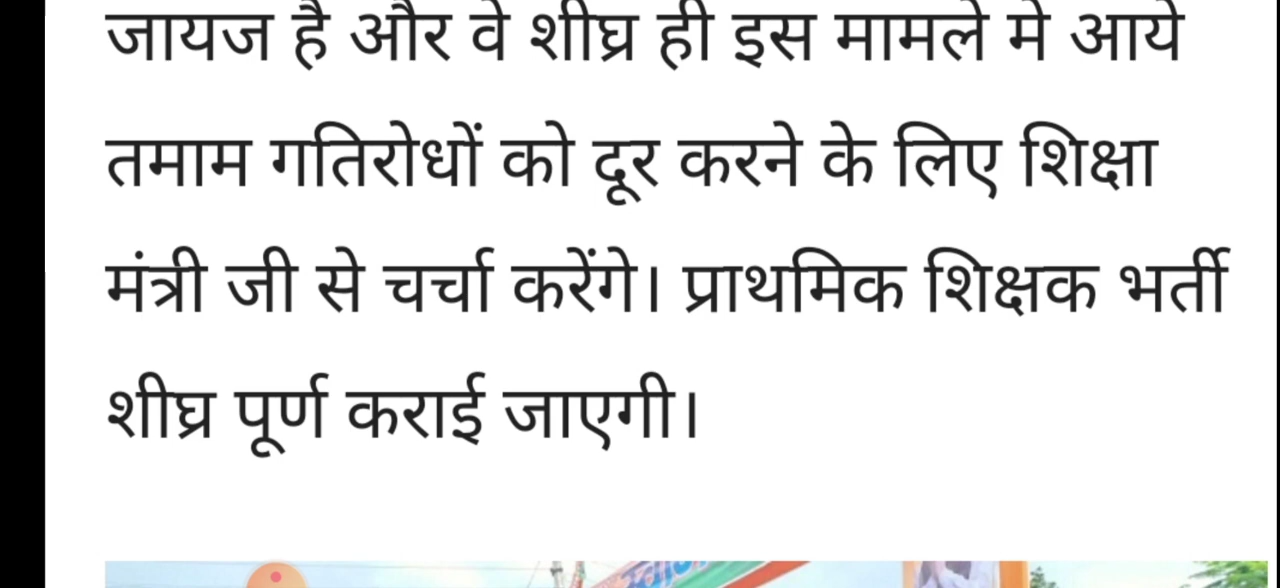 जायज है और वे शीघ्र ही इस मामले मे आये
तमाम गतिरोधों को दूर करने के लिए शिक्षा
मंत्री जी से चर्चा करेंगे। प्राथमिक शिक्षक भर्ती
शीघ्र पूर्ण कराई जाएगी।